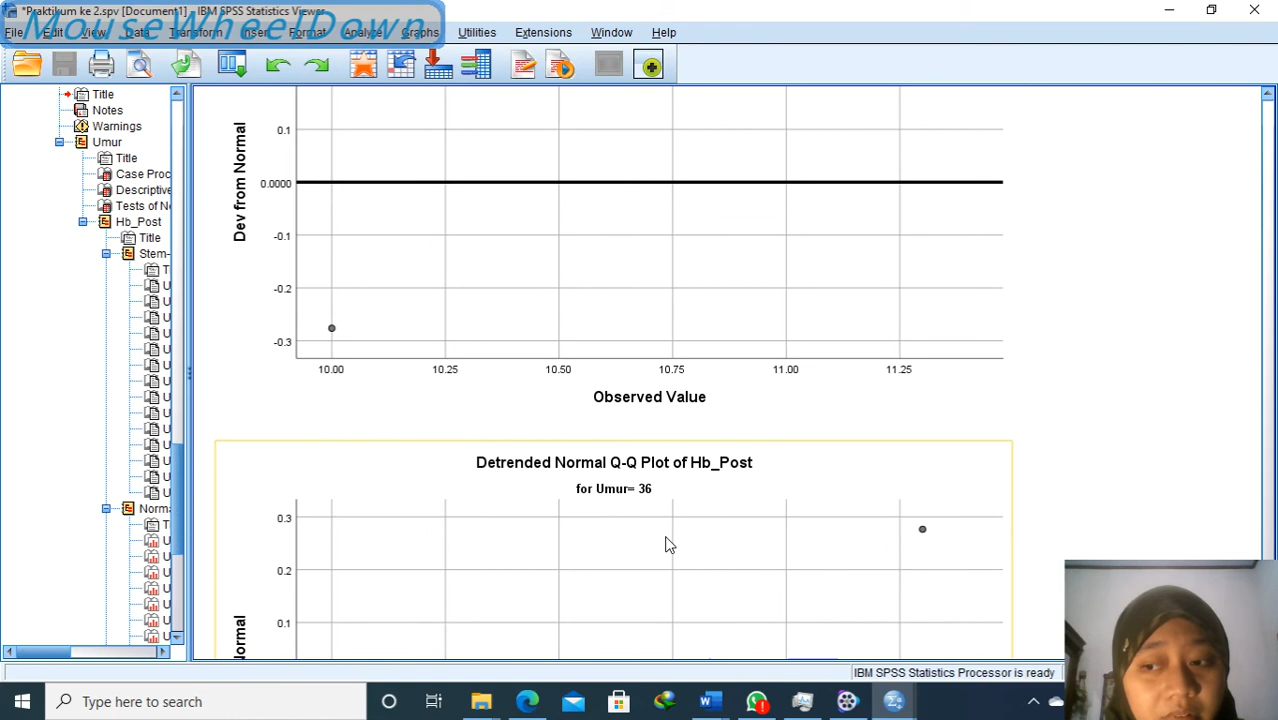 *Praktikum ke 2.spv [Document1] - IBM SPSS Statistics Viewer
MouseWheelDown
File Edit View Data Transform Insert Format Analyze Graphs Utilities Extensions Window Help
Title
Notes
Warnings
Umur
Title
Case Proc
Descriptive
Tests of No
Hb_Post
Title
Stem-
T
U
U
U
U
U
U
U
U
U
U
U
U
U
U
Norma
T
U
U
U
U
U
U
U
Dev from Normal
0.1
0.0000
-0.1
-0.2
-0.3
10.00 10.25 10.50 10.75 11.00 11.25
Observed Value
Detrended Normal Q-Q Plot of Hb_Post
for Umur= 36
0.3
0.2
0.1
Normal
IBM SPSS Statistics Processor is ready
Type here to search